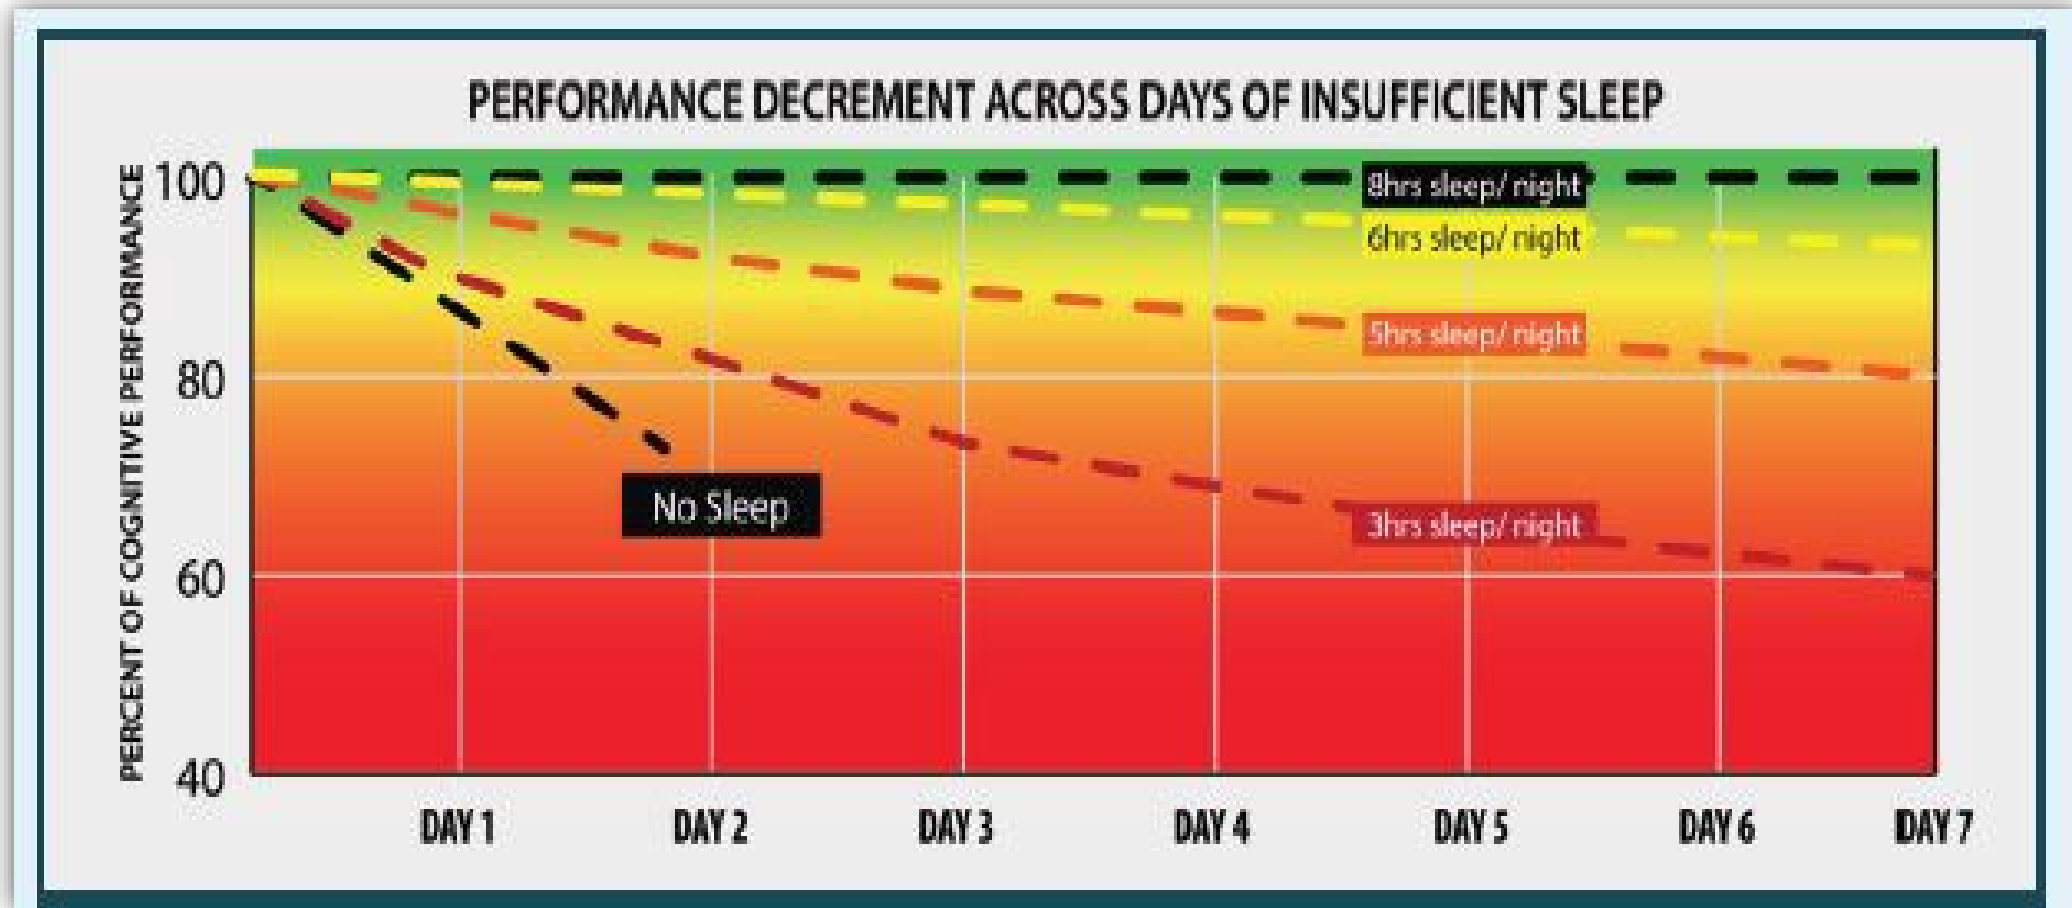 PERFORMANCE DECREMENT ACROSS DAYS OF INSUFFICIENT SLEEP
PERCENT OF COGNITIVE PERFORMANCE
100
80
60
40
8hrs sleep/ night
6hrs sleep/ night
5hrs sleep/ night
No Sleep
3hrs sleep/ night
DAY 1 DAY 2 DAY 3 DAY 4 DAY 5 DAY 6 DAY 7